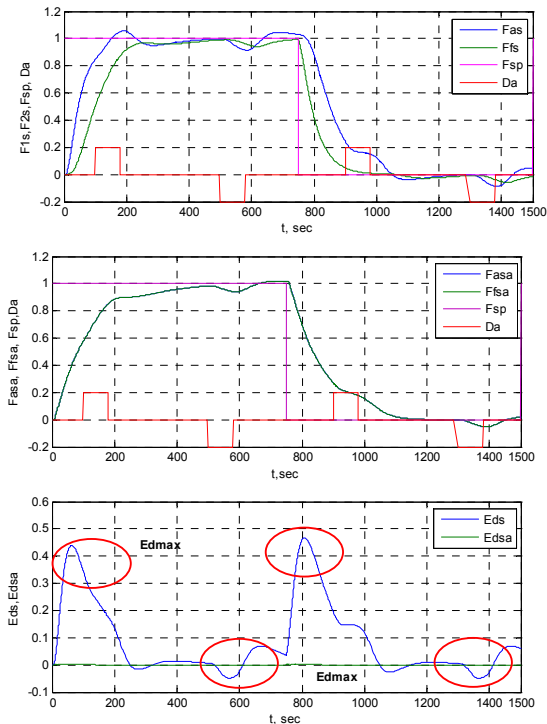 1.2
1
0.8
0.6
0.4
0.2
0
-0.2
F1s,F2s,Fsp, Da
Fas
Ffs
Fsp
Da
0 200 400 600 800 1000 1200 1500
t, sec
1.2
1
0.8
0.6
0.4
0.2
0
-0.2
Fasa, Ffsa, Fsp,Da
Fasa
Ffsa
Fsp
Da
0 200 400 600 800 1000 1200 1500
t,sec
0.6
0.5
0.4
0.3
0.2
0.1
0
-0.1
Eds,Edsa
Eds
Edsa
Edmax
Edmax
0 200 400 600 800 1000 1200 1500
t, sec